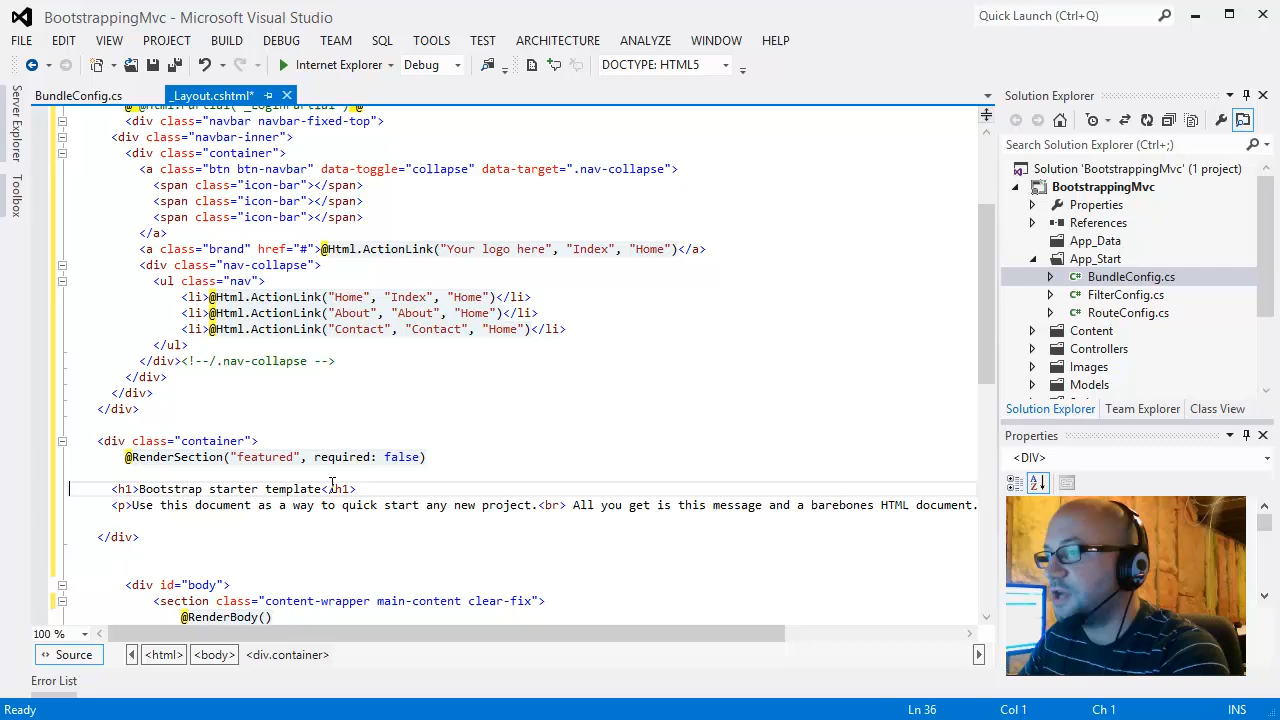 BootstrappingMvc - Microsoft Visual Studio
Quick Launch (Ctrl+Q)
FILE EDIT VIEW PROJECT BUILD DEBUG TEAM SQL TOOLS TEST ARCHITECTURE ANALYZE WINDOW HELP
Internet Explorer Debug DOCTYPE: HTML5
Server Explorer
Toolbox
BundleConfig.cs _Layout.cshtml*
<div class="navbar navbar-fixed-top">
<div class="navbar-inner">
<div class="container">
<a class="btn btn-navbar" data-toggle="collapse" data-target=".nav-collapse">
<span class="icon-bar"></span>
<span class="icon-bar"></span>
<span class="icon-bar"></span>
</a>
<a class="brand" href="#">@Html.ActionLink("Your logo here", "Index", "Home")</a>
<div class="nav-collapse">
<ul class="nav">
<li>@Html.ActionLink("Home", "Index", "Home")</li>
<li>@Html.ActionLink("About", "About", "Home")</li>
<li>@Html.ActionLink("Contact", "Contact", "Home")</li>
</ul>
</div><!--/.nav-collapse -->
</div>
</div>
</div>
<div class="container">
@RenderSection("featured", required: false)
<h1>Bootstrap starter template</h1>
<p>Use this document as a way to quick start any new project.<br> All you get is this message and a barebones HTML document.
</div>
<div id="body">
<section class="content-wrapper main-content clear-fix">
@RenderBody()
100 %
Source <html> <body> <div.container>
Error List
Ready Ln 36 Col 1 Ch 1 INS
Solution Explorer
Search Solution Explorer (Ctrl+;)
Solution 'BootstrappingMvc' (1 project)
BootstrappingMvc
Properties
References
App_Data
App_Start
BundleConfig.cs
FilterConfig.cs
RouteConfig.cs
Content
Controllers
Images
Models
Solution Explorer Team Explorer Class View
Properties
<DIV>